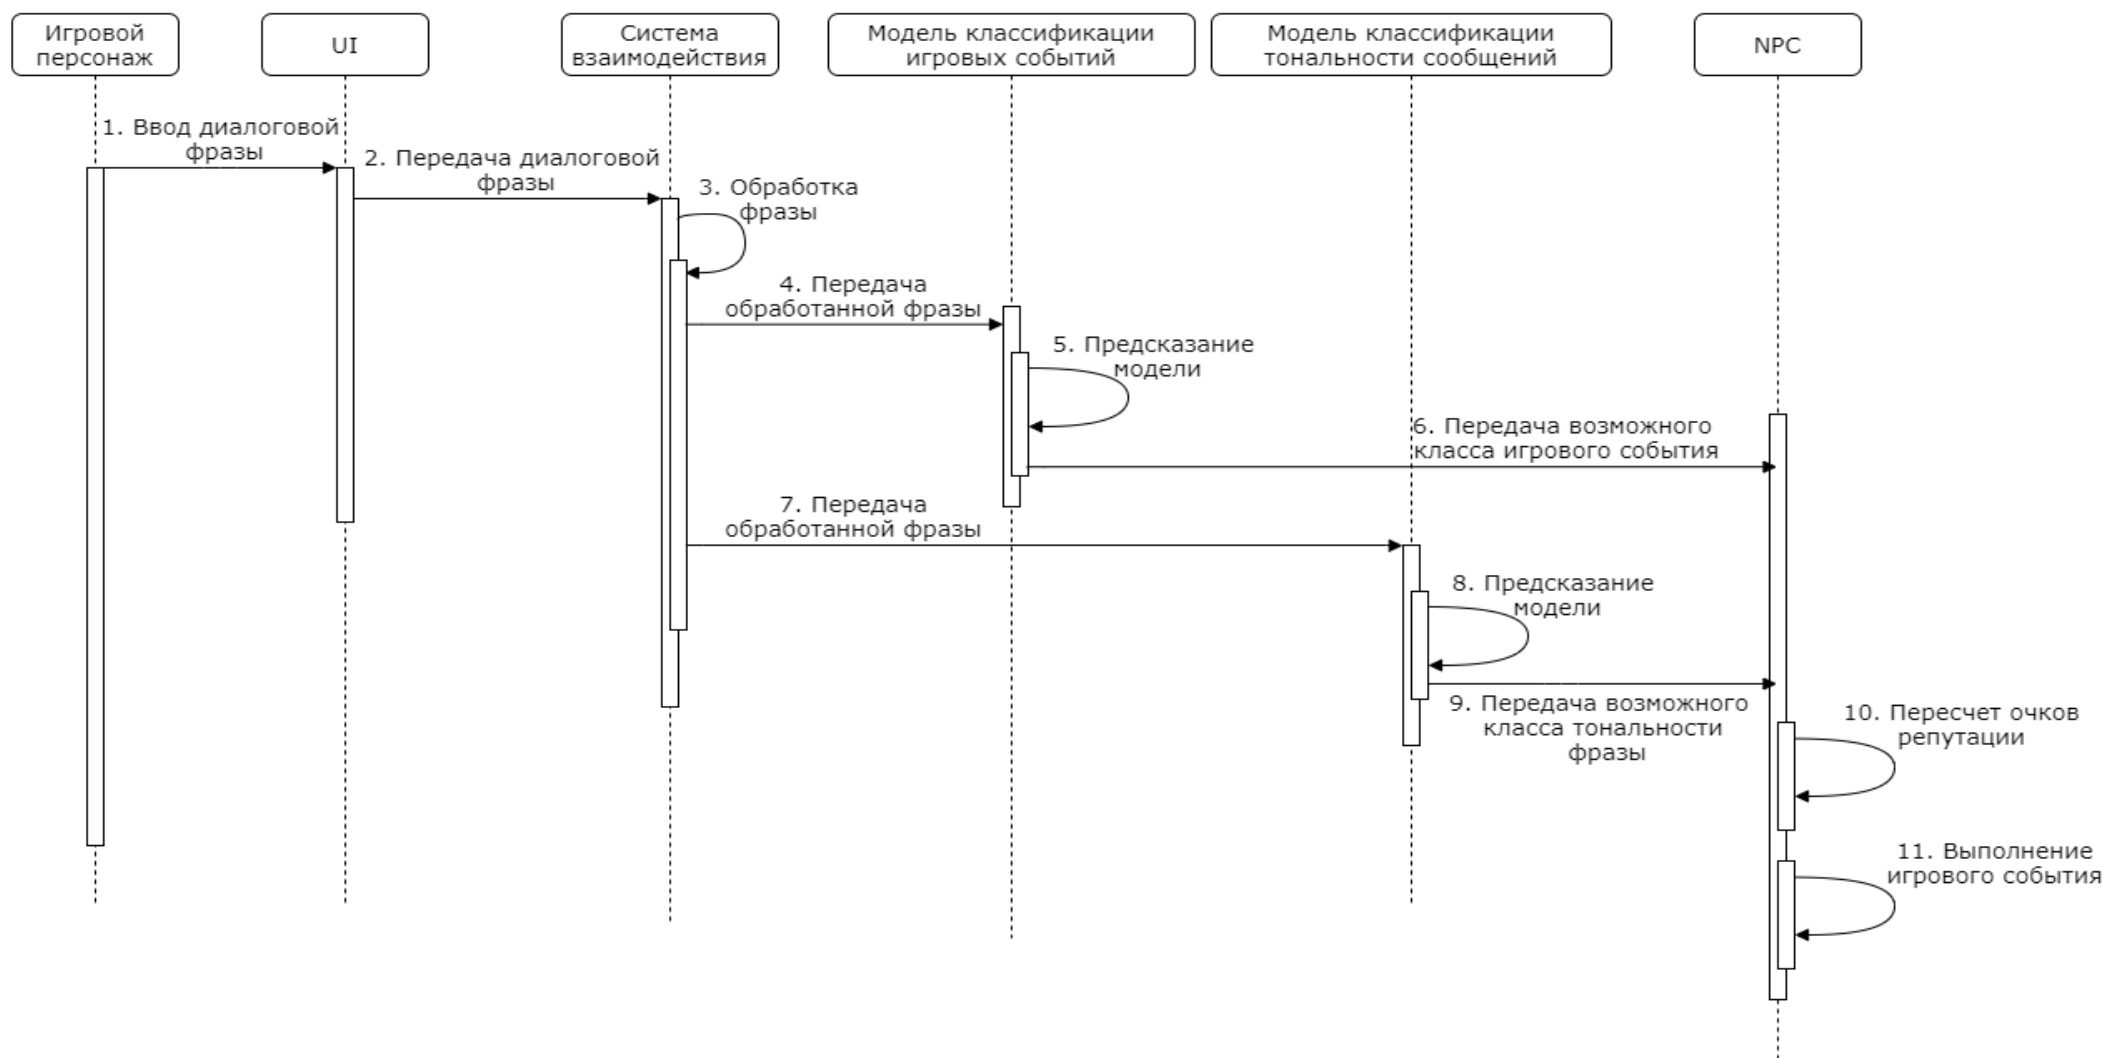 Игровой
персонаж
UI
Система
взаимодействия
Модель классификации
игровых событий
Модель классификации
тональности сообщений
NPC
1. Ввод диалоговой
фразы
2. Передача диалоговой
фразы
3. Обработка
фразы
4. Передача
обработанной фразы
5. Предсказание
модели
6. Передача возможного
класса игрового события
7. Передача
обработанной фразы
8. Предсказание
модели
9. Передача возможного
класса тональности
фразы
10. Пересчет очков
репутации
11. Выполнение
игрового события